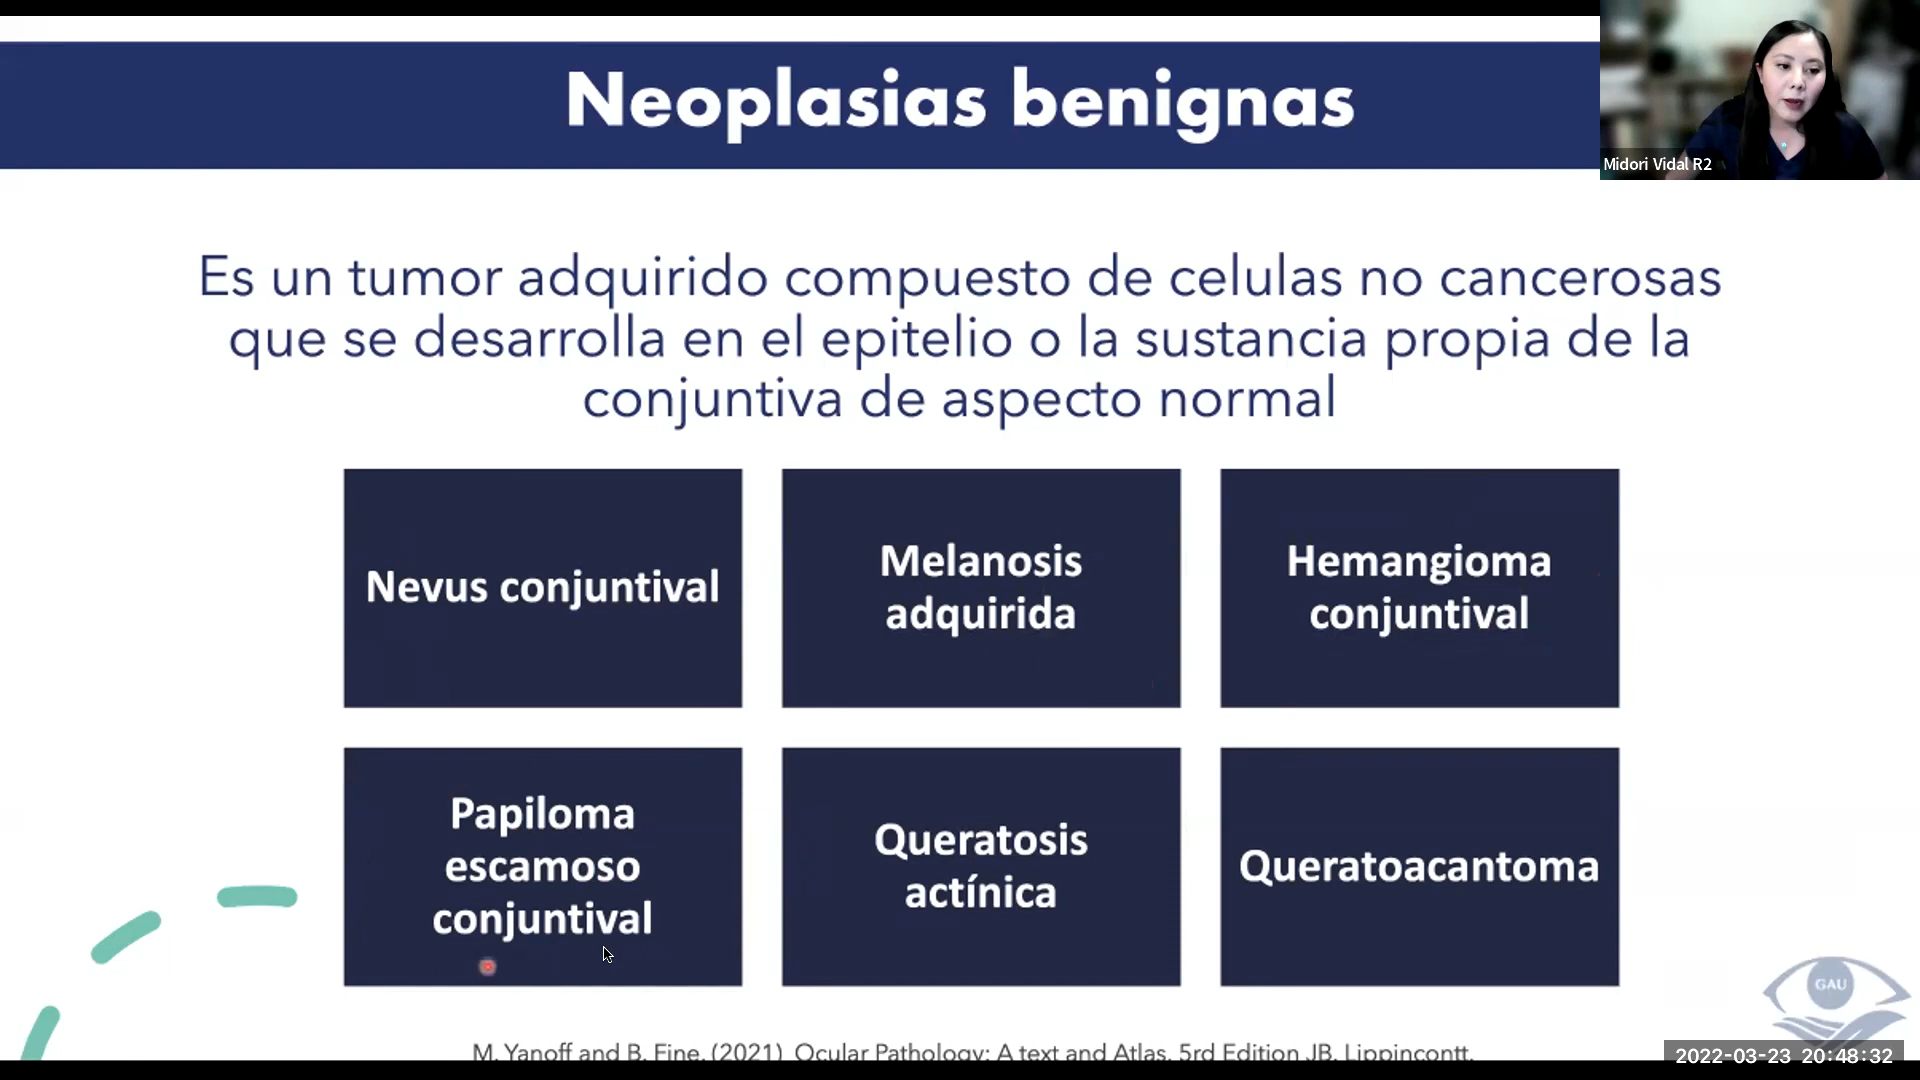 Neoplasias benignas
Midori Vidal R2
Es un tumor adquirido compuesto de celulas no cancerosas
que se desarrolla en el epitelio o la sustancia propia de la
conjuntiva de aspecto normal
Nevus conjuntival
Melanosis
adquirida
Hemangioma
conjuntival
Papiloma
escamoso
conjuntival
Queratosis
actínica
Queratoacantoma
GAU
M. Yanoff and B. Fine. (2021) Ocular Pathology: A text and Atlas. 5rd Edition JB. Lippincontt.
2022-03-23 20:48:32